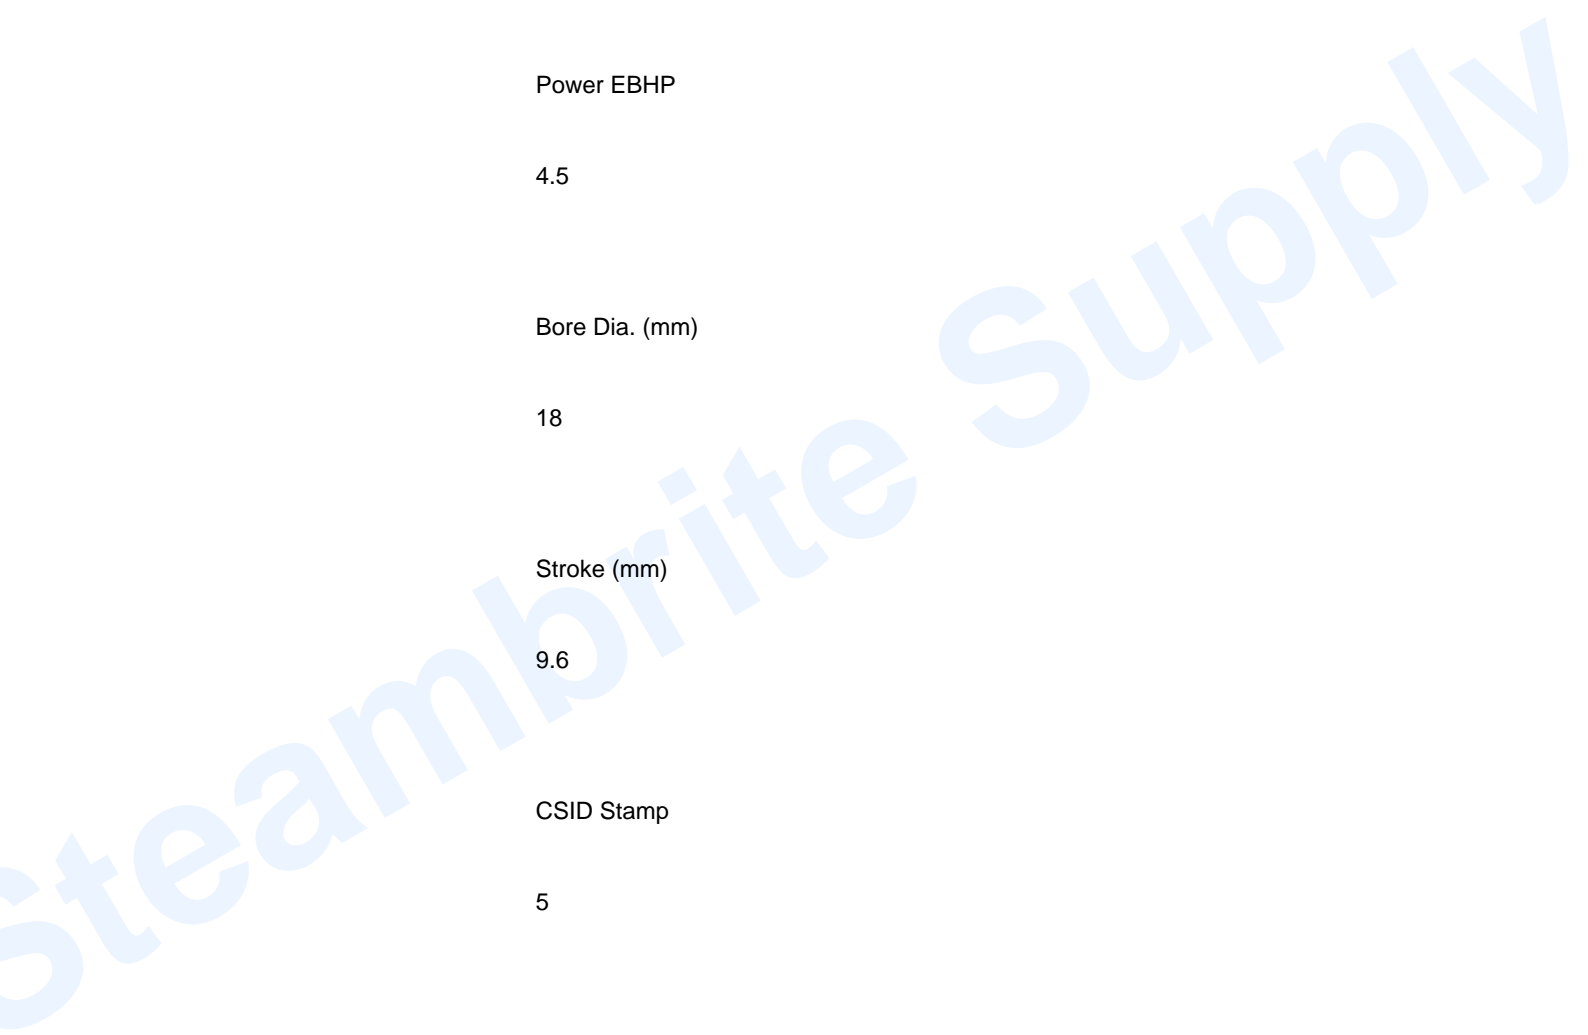 Power EBHP
4.5
Bore Dia. (mm)
18
Stroke (mm)
9.6
CSID Stamp
5
Steambrite Supply